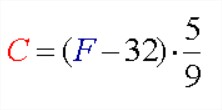 C = (F − 32) · 5/9